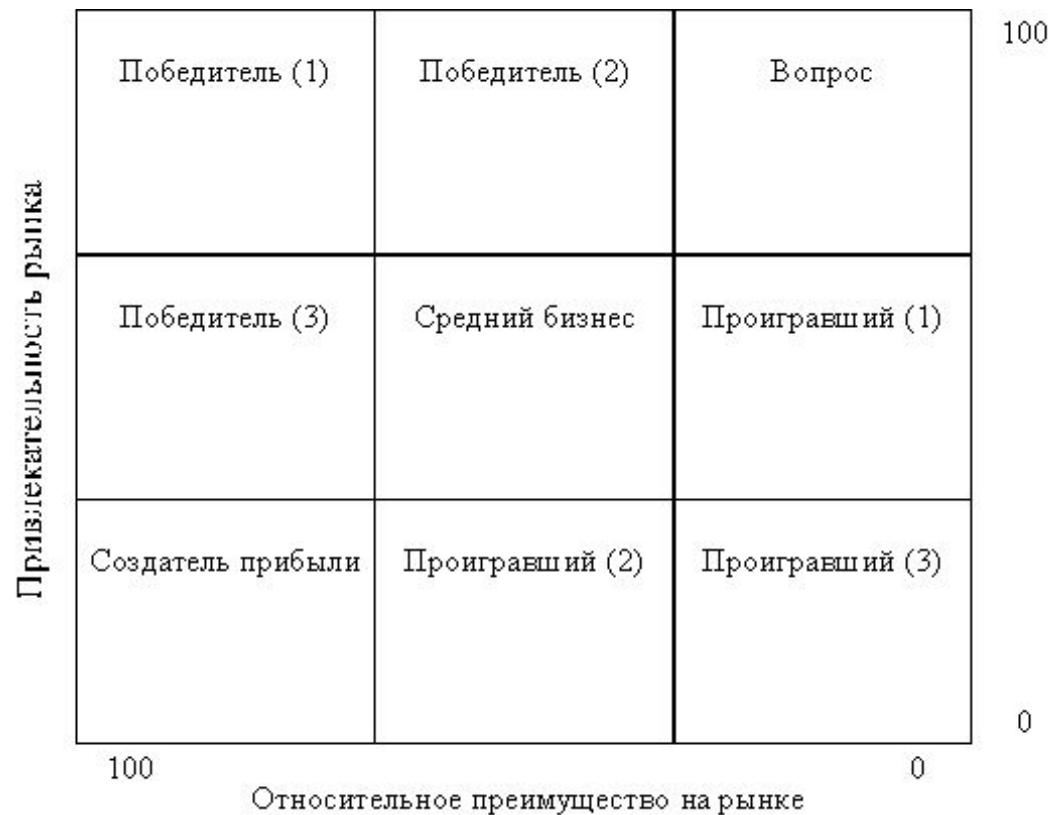 Победитель (1)
Победитель (2)
Вопрос
100
Победитель (3)
Средний бизнес
Проигравший (1)
Создатель прибыли
Проигравший (2)
Проигравший (3)
0
100
0
Относительное преимущество на рынке
Привлекательность рынка